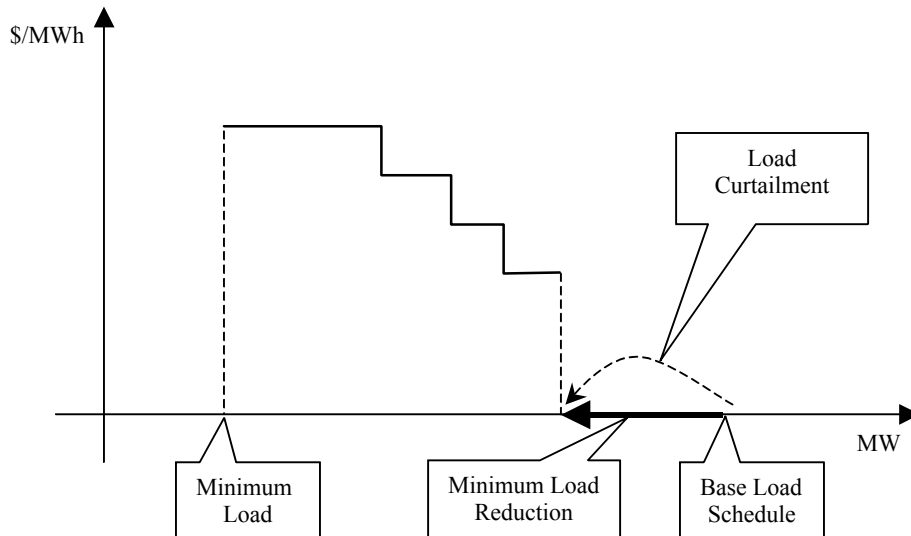 $/MWh
Load
Curtailment
MW
Minimum
Load
Minimum Load
Reduction
Base Load
Schedule